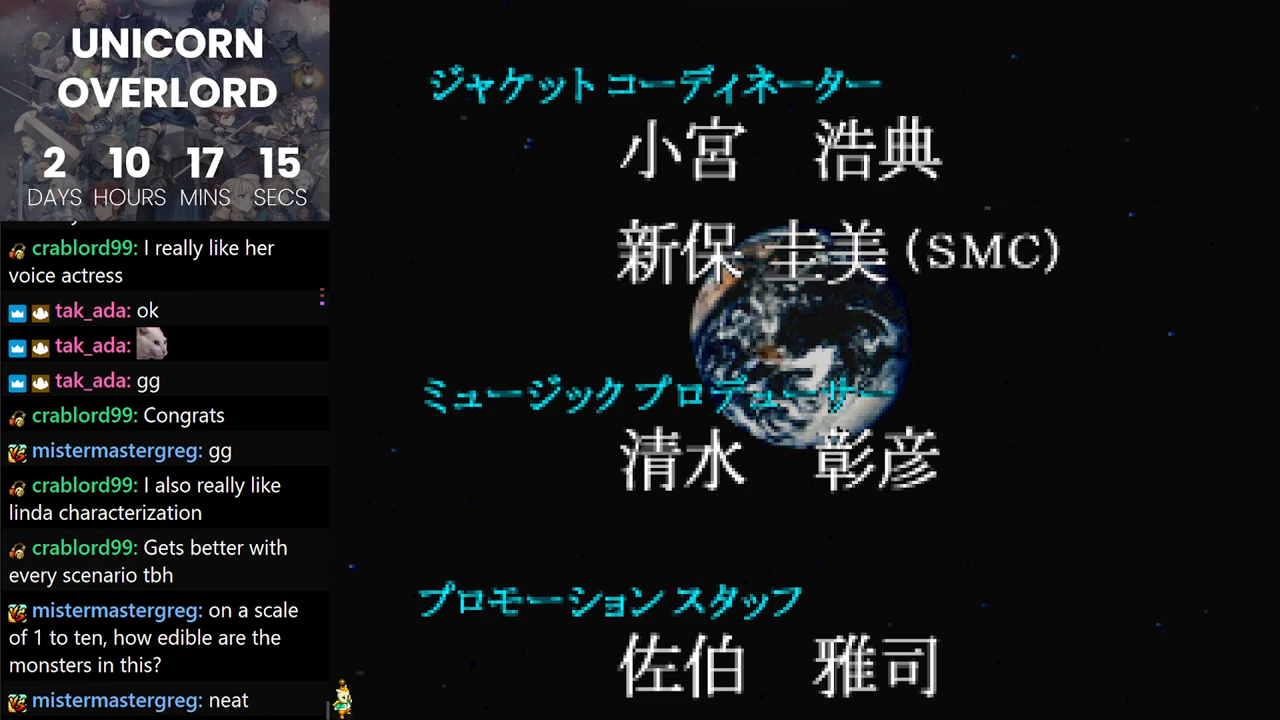 UNICORN
OVERLORD
2 10 17 15
DAYS HOURS MINS SECS
crablord99: I really like her
voice actress
tak_ada: ok
tak_ada:
tak_ada: gg
crablord99: Congrats
mistermastergreg: gg
crablord99: I also really like
linda characterization
crablord99: Gets better with
every scenario tbh
mistermastergreg: on a scale
of 1 to ten, how edible are the
monsters in this?
mistermastergreg: neat
ジャケット コーディネーター
小宮 浩典
新保 圭美 (SMC)
ミュージック プロデューサー
清水 彰彦
プロモーション スタッフ
佐伯 雅司